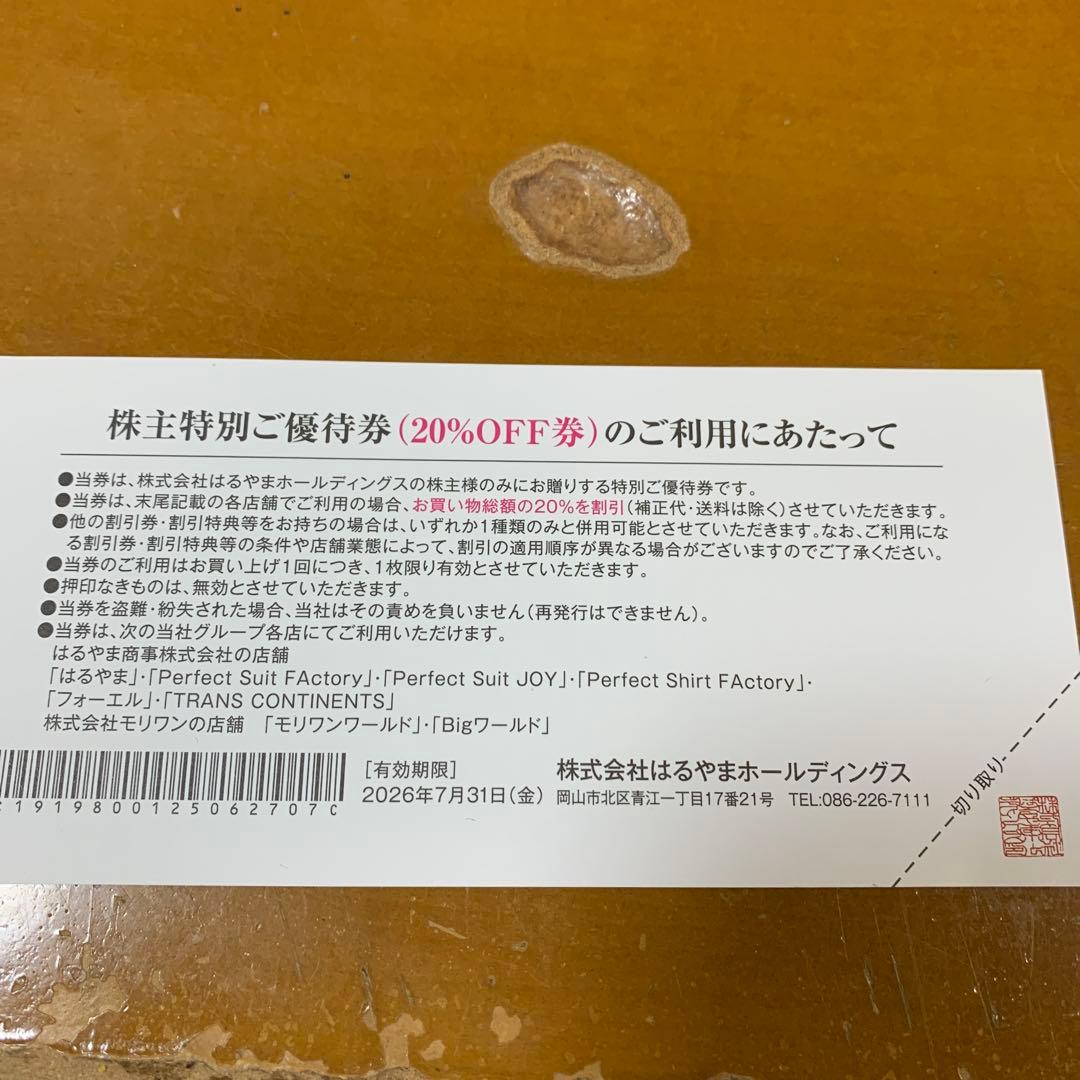 株主特別ご優待券(20%OFF券)のご利用にあたって
●当券は、株式会社はるやまホールディングスの株主様のみにお贈りする特別ご優待券です。
●当券は、末尾記載の各店舗でご利用の場合、お買い物総額の20%を割引(補正代・送料は除く)させていただきます。
●他の割引券・割引特典等をお持ちの場合は、いずれか1種類のみと併用可能とさせていただきます。なお、ご利用にな
る割引券・割引特典等の条件や店舗業態によって、割引の適用順序が異なる場合がございますのでご了承ください。
●当券のご利用はお買い上げ1回につき、1枚限り有効とさせていただきます。
●押印なきものは、無効とさせていただきます。
●当券を盗難・紛失された場合、当社はその責めを負いません(再発行はできません)。
●当券は、次の当社グループ各店にてご利用いただけます。
はるやま商事株式会社の店舗
「はるやま」・「Perfect Suit FActory」・「Perfect Suit JOY」・「Perfect Shirt FActory」・
「フォーエル」・「TRANS CONTINENTS」
株式会社モリワンの店舗 「モリワンワールド」・「Bigワールド」
[有効期限]
2026年7月31日(金)
株式会社はるやまホールディングス
岡山市北区青江一丁目17番21号 TEL:086-226-7111
1919800125062707C
切り取り